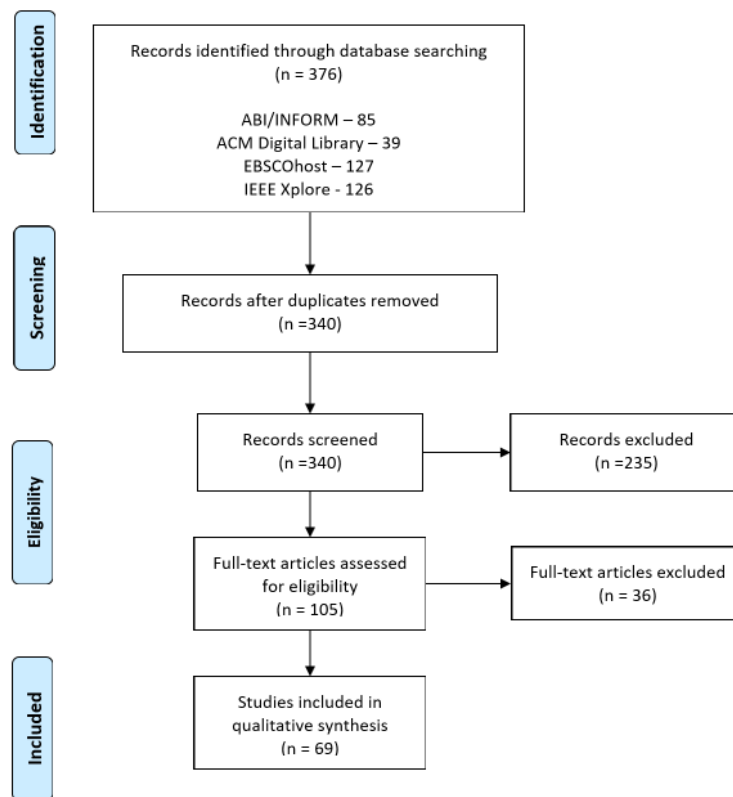 Identification
Records identified through database searching
(n = 376)
ABI/INFORM – 85
ACM Digital Library – 39
EBSCOhost – 127
IEEE Xplore - 126
Screening
Records after duplicates removed
(n =340)
Eligibility
Records screened
(n =340)
Records excluded
(n =235)
Full-text articles assessed
for eligibility
(n = 105)
Full-text articles excluded
(n = 36)
Included
Studies included in
qualitative synthesis
(n = 69)